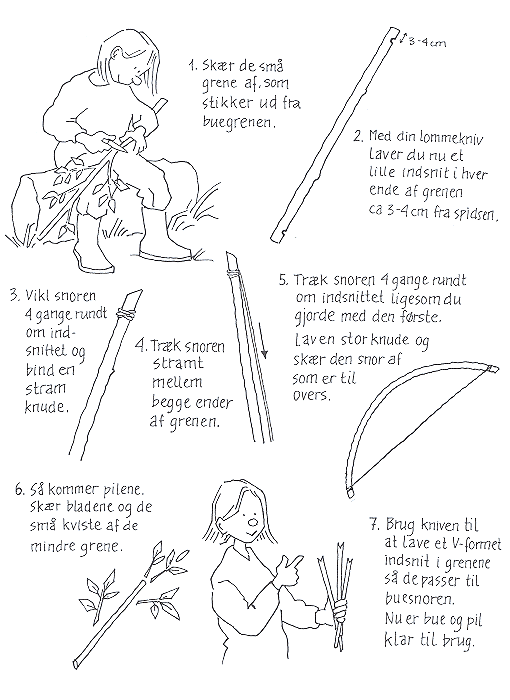 1. Skær de små
grene af, som
stikker ud fra
buegrenen.
3-4 cm
2. Med din lommekniv
laver du nu et
lille indsnit i hver
ende af grenen
ca 3-4 cm fra spidsen.
3. Vikl snoren
4 gange rundt
om ind-
snittet og
bind en
stram
knude.
4. Træk snoren
stramt
mellem
begge ender
af grenen.
5. Træk snoren 4 gange rundt
om indsnittet ligesom du
gjorde med den første.
Lav en stor knude og
skær den snor af
som er til
overs.
6. Så kommer pilene.
Skær bladene og de
små kviste af de
mindre grene.
7. Brug kniven til
at lave et V-formet
indsnit i grenene
så de passer til
buesnoren.
Nu er bue og pil
klar til brug.